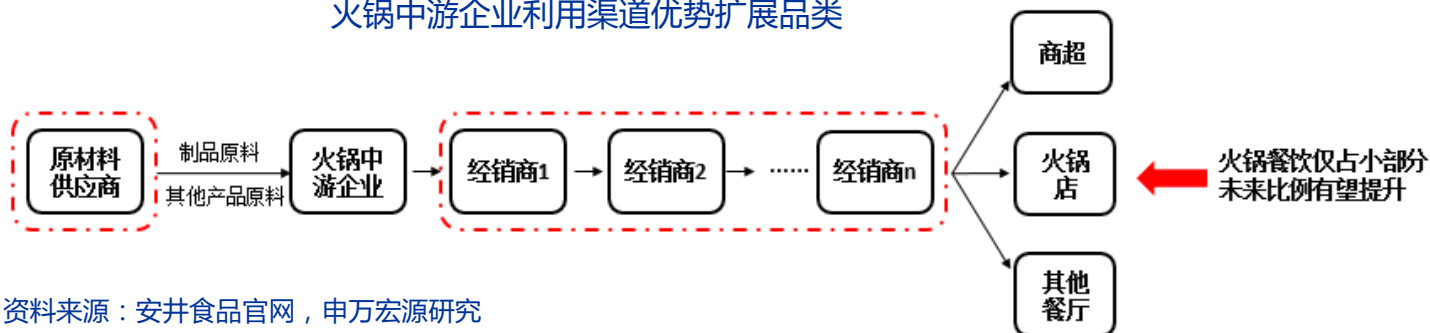 火锅中游企业利用渠道优势扩展品类
商超
原材料
供应商
制品原料
其他产品原料
火锅中
游企业
经销商1
经销商2
……
经销商n
火锅
店
火锅餐饮仅占小部分
未来比例有望提升
其他
餐厅
资料来源：安井食品官网，申万宏源研究